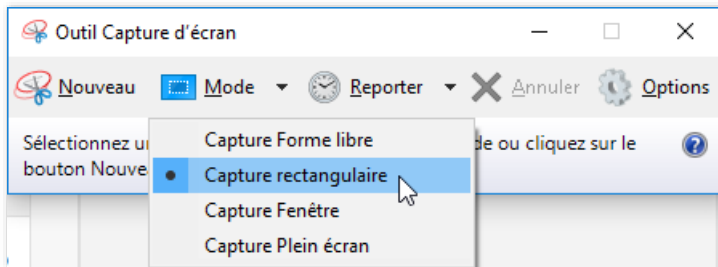 Outil Capture d'écran
Nouveau Mode Reporter Annuler Options
Sélectionnez u de ou cliquez sur le
bouton Nouve
Capture Forme libre
Capture rectangulaire
Capture Fenêtre
Capture Plein écran